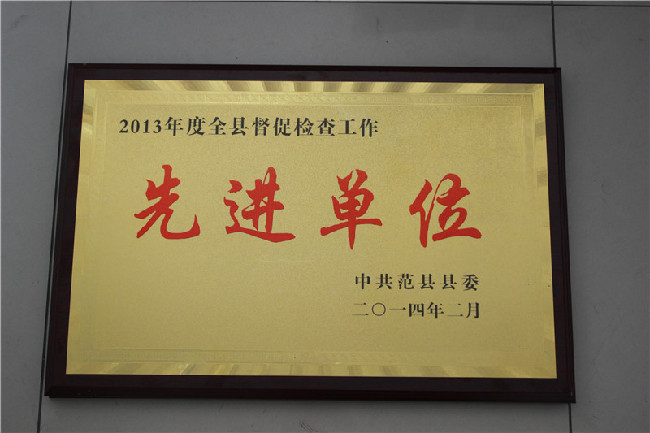 2013年度全县督促检查工作
先进单位
中共范县县委
二〇一四年二月